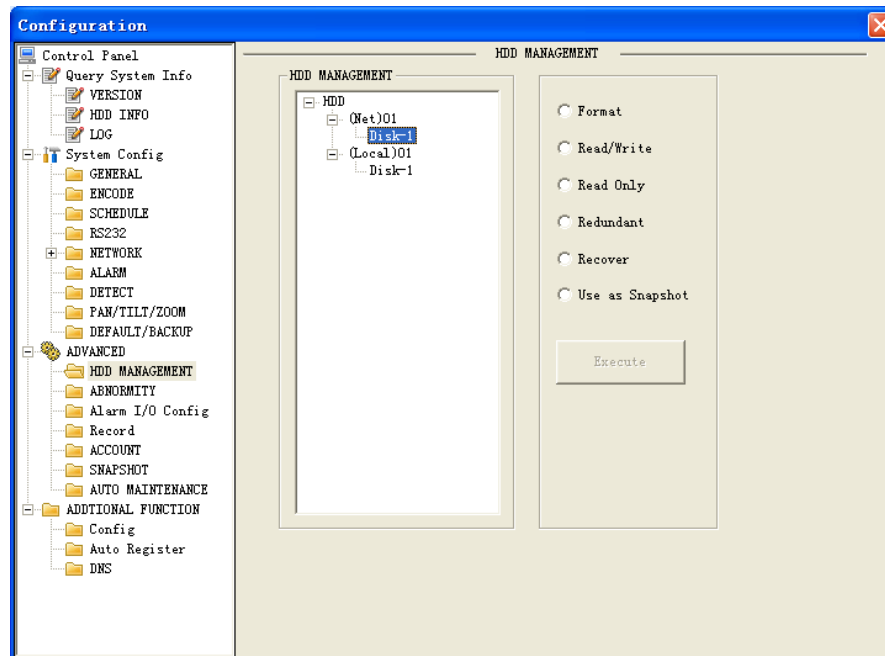 Configuration
Control Panel
Query System Info
VERSION
HDD INFO
LOG
System Config
GENERAL
ENCODE
SCHEDULE
RS232
NETWORK
ALARM
DETECT
PAN/TILT/ZOOM
DEFAULT/BACKUP
ADVANCED
HDD MANAGEMENT
ABNORMITY
Alarm I/O Config
Record
ACCOUNT
SNAPSHOT
AUTO MAINTENANCE
ADDTIONAL FUNCTION
Config
Auto Register
DNS
HDD MANAGEMENT
HDD MANAGEMENT
HDD
(Net)01
Disk-1
(Local)01
Disk-1
Format
Read/Write
Read Only
Redundant
Recover
Use as Snapshot
Execute